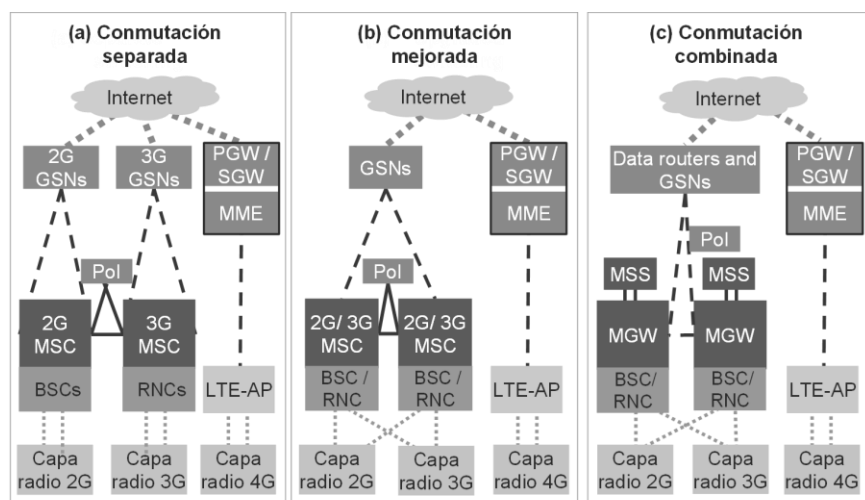 (a) Conmutación
separada
Internet
2G
GSNs
3G
GSNs
PGW /
SGW
MME
PoI
2G
MSC
3G
MSC
BSCs
RNCs
LTE-AP
Capa
radio 2G
Capa
radio 3G
Capa
radio 4G
(b) Conmutación
mejorada
Internet
GSNs
PGW /
SGW
MME
PoI
2G/ 3G
MSC
2G/ 3G
MSC
BSC /
RNC
BSC /
RNC
LTE-AP
Capa
radio 2G
Capa
radio 3G
Capa
radio 4G
(c) Conmutación
combinada
Internet
Data routers and
GSNs
PGW /
SGW
MME
PoI
MSS
MSS
MGW
MGW
BSC/
RNC
BSC/
RNC
LTE-AP
Capa
radio 2G
Capa
radio 3G
Capa
radio 4G